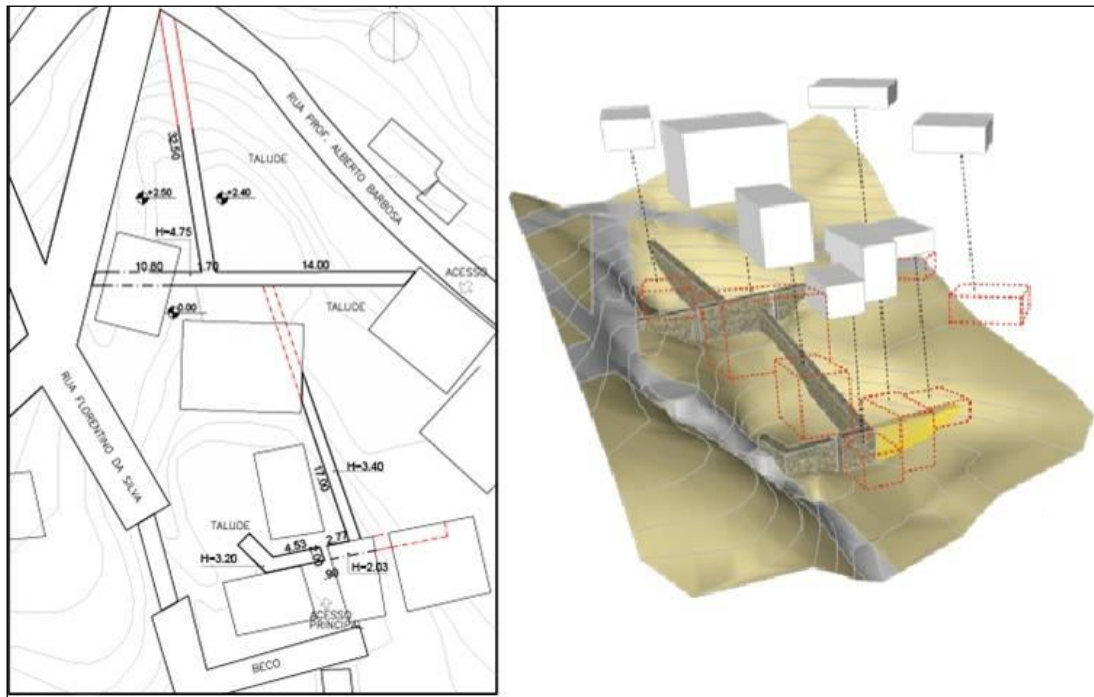 RUA PROF. ALBERTO BARBOSA
32.50
TALUDE
+2.50
+2.40
H=4.75
10.80
1.70
14.00
ACESSO
TALUDE
0.00
RUA FLORENTINO DA SILVA
H=3.40
17.00
TALUDE
4.53
2.77
H=3.20
.90
H=2.03
ACESSO
PRINCIPAL
BECO